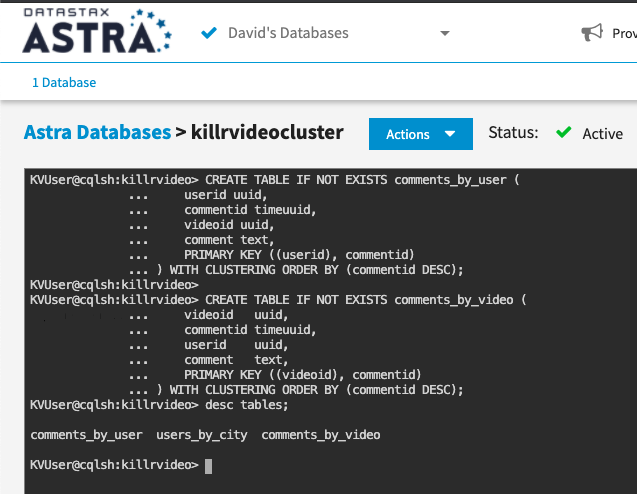 DATASTAX
ASTRA
David's Databases
Prov
1 Database
Astra Databases > killrvideocluster
Actions
Status:
Active
KVUser@cqlsh:killrvideo> CREATE TABLE IF NOT EXISTS comments_by_user (
... userid uuid,
... commentid timeuuid,
... videoid uuid,
... comment text,
... PRIMARY KEY ((userid), commentid)
... ) WITH CLUSTERING ORDER BY (commentid DESC);
KVUser@cqlsh:killrvideo>
KVUser@cqlsh:killrvideo> CREATE TABLE IF NOT EXISTS comments_by_video (
... videoid uuid,
... commentid timeuuid,
... userid uuid,
... comment text,
... PRIMARY KEY ((videoid), commentid)
... ) WITH CLUSTERING ORDER BY (commentid DESC);
KVUser@cqlsh:killrvideo> desc tables;
comments_by_user users_by_city comments_by_video
KVUser@cqlsh:killrvideo>